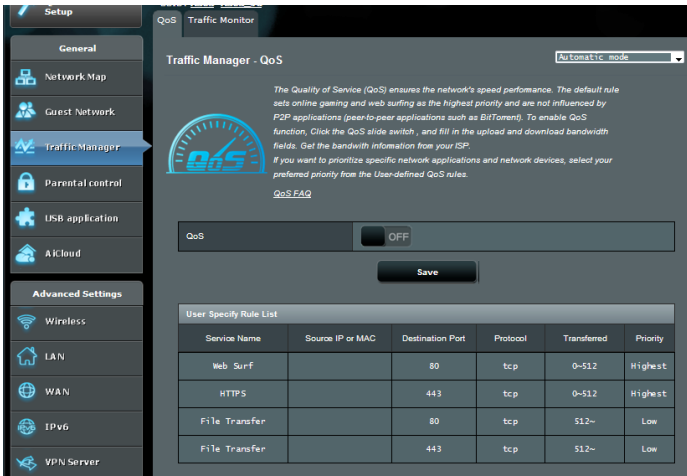 Setup
QoS Traffic Monitor
General
Network Map
Guest Network
Traffic Manager
Parental control
USB application
AiCloud
Advanced Settings
Wireless
LAN
WAN
IPv6
VPN Server
Traffic Manager - QoS
Automatic mode
The Quality of Service (QoS) ensures the network's speed performance. The default rule
sets online gaming and web surfing as the highest priority and are not influenced by
P2P applications (peer-to-peer applications such as BitTorrent). To enable QoS
function, Click the QoS slide switch , and fill in the upload and download bandwidth
fields. Get the bandwith information from your ISP.
If you want to prioritize specific network applications and network devices, select your
preferred priority from the User-defined QoS rules.
QoS FAQ
QoS
QoS OFF
Save
User Specify Rule List
Service Name Source IP or MAC Destination Port Protocol Transferred Priority
Web Surf 80 tcp 0~512 Highest
HTTPS 443 tcp 0~512 Highest
File Transfer 80 tcp 512~ Low
File Transfer 443 tcp 512~ Low